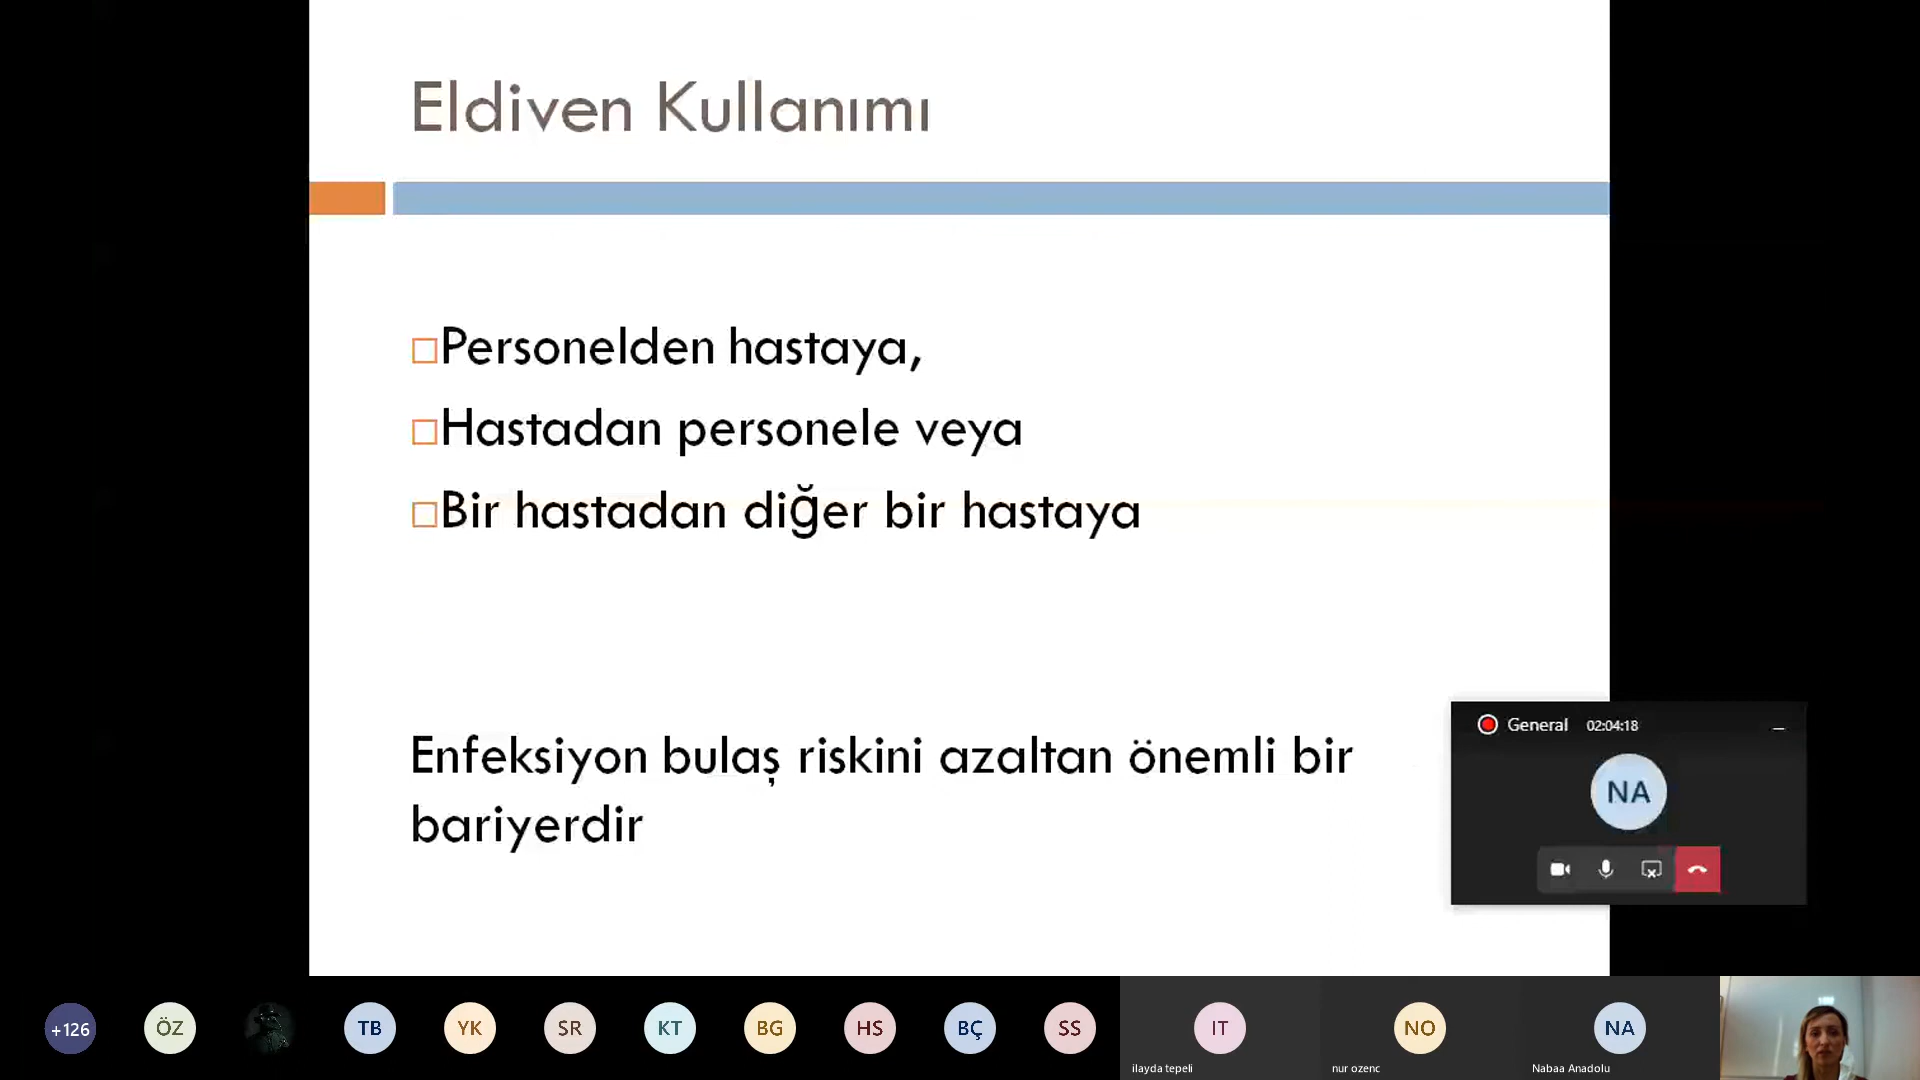 Eldiven Kullanımı
Personelden hastaya,
Hastadan personele veya
Bir hastadan diğer bir hastaya
Enfeksiyon bulaş riskini azaltan önemli bir
bariyerdir
General 02:04:18
NA
+126 ÖZ TB YK SR KT BG HS BÇ SS IT NO NA
ilayda tepeli nur ozenc Nabaa Anadolu